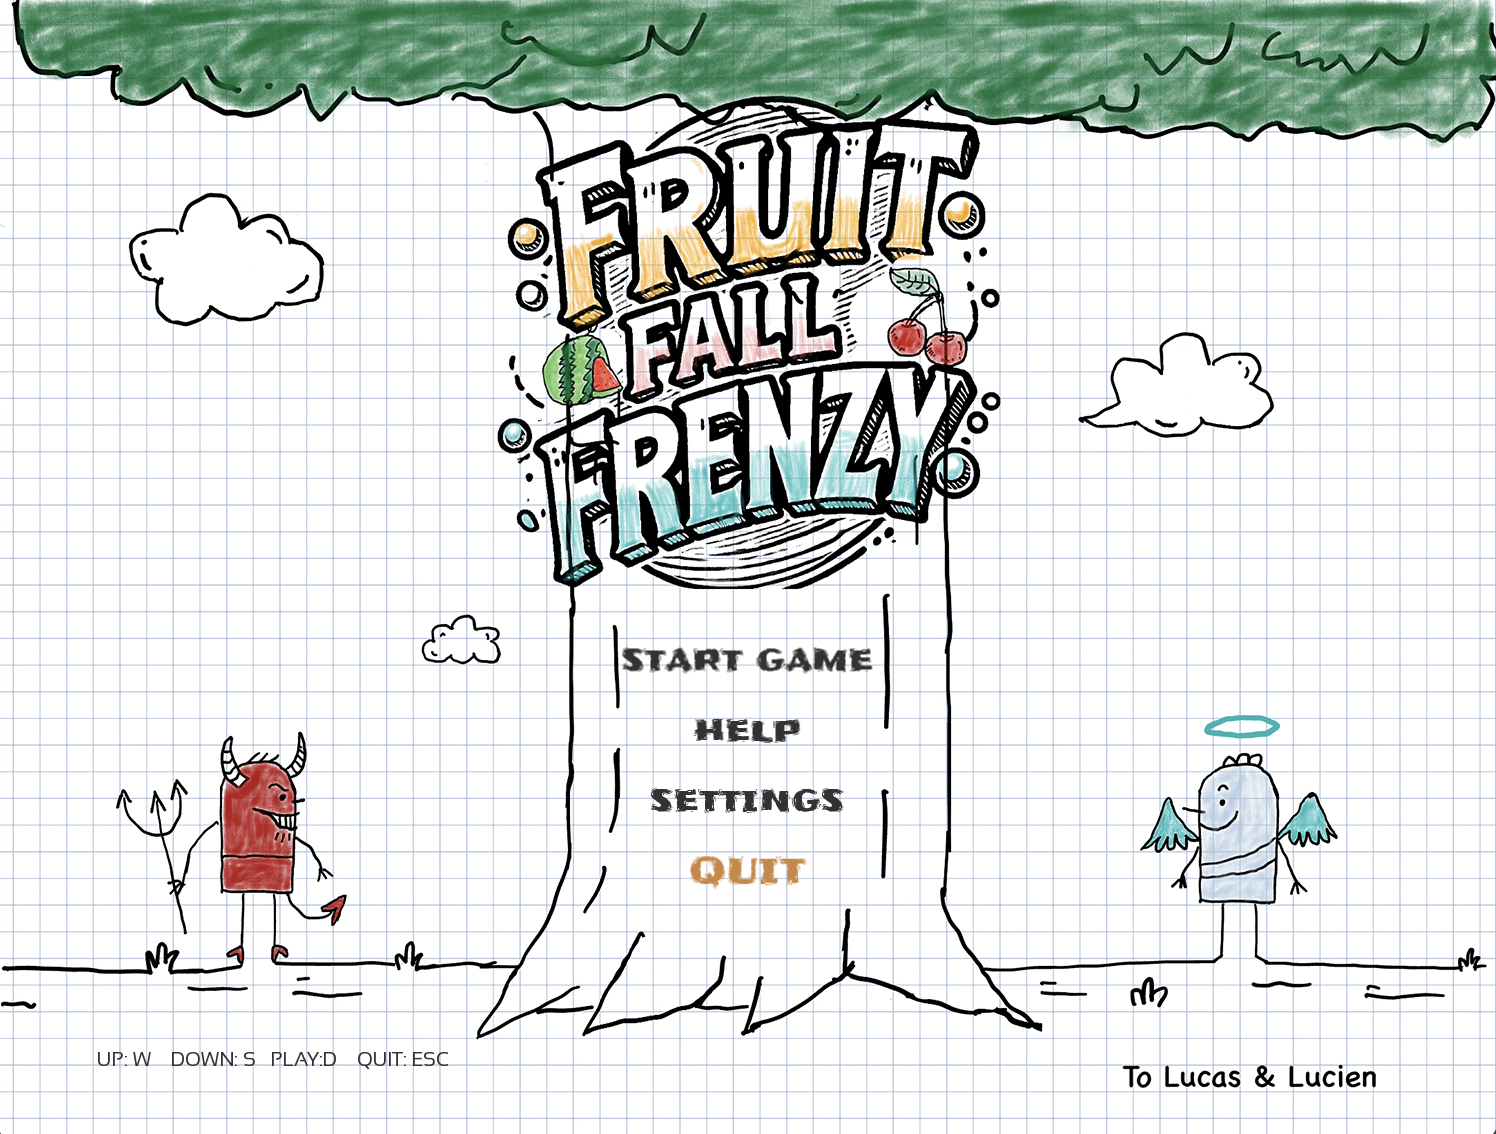 FRUIT
FALL
FRENZY
START GAME
HELP
SETTINGS
QUIT
UP: W DOWN: S PLAY:D QUIT: ESC
To Lucas & Lucien